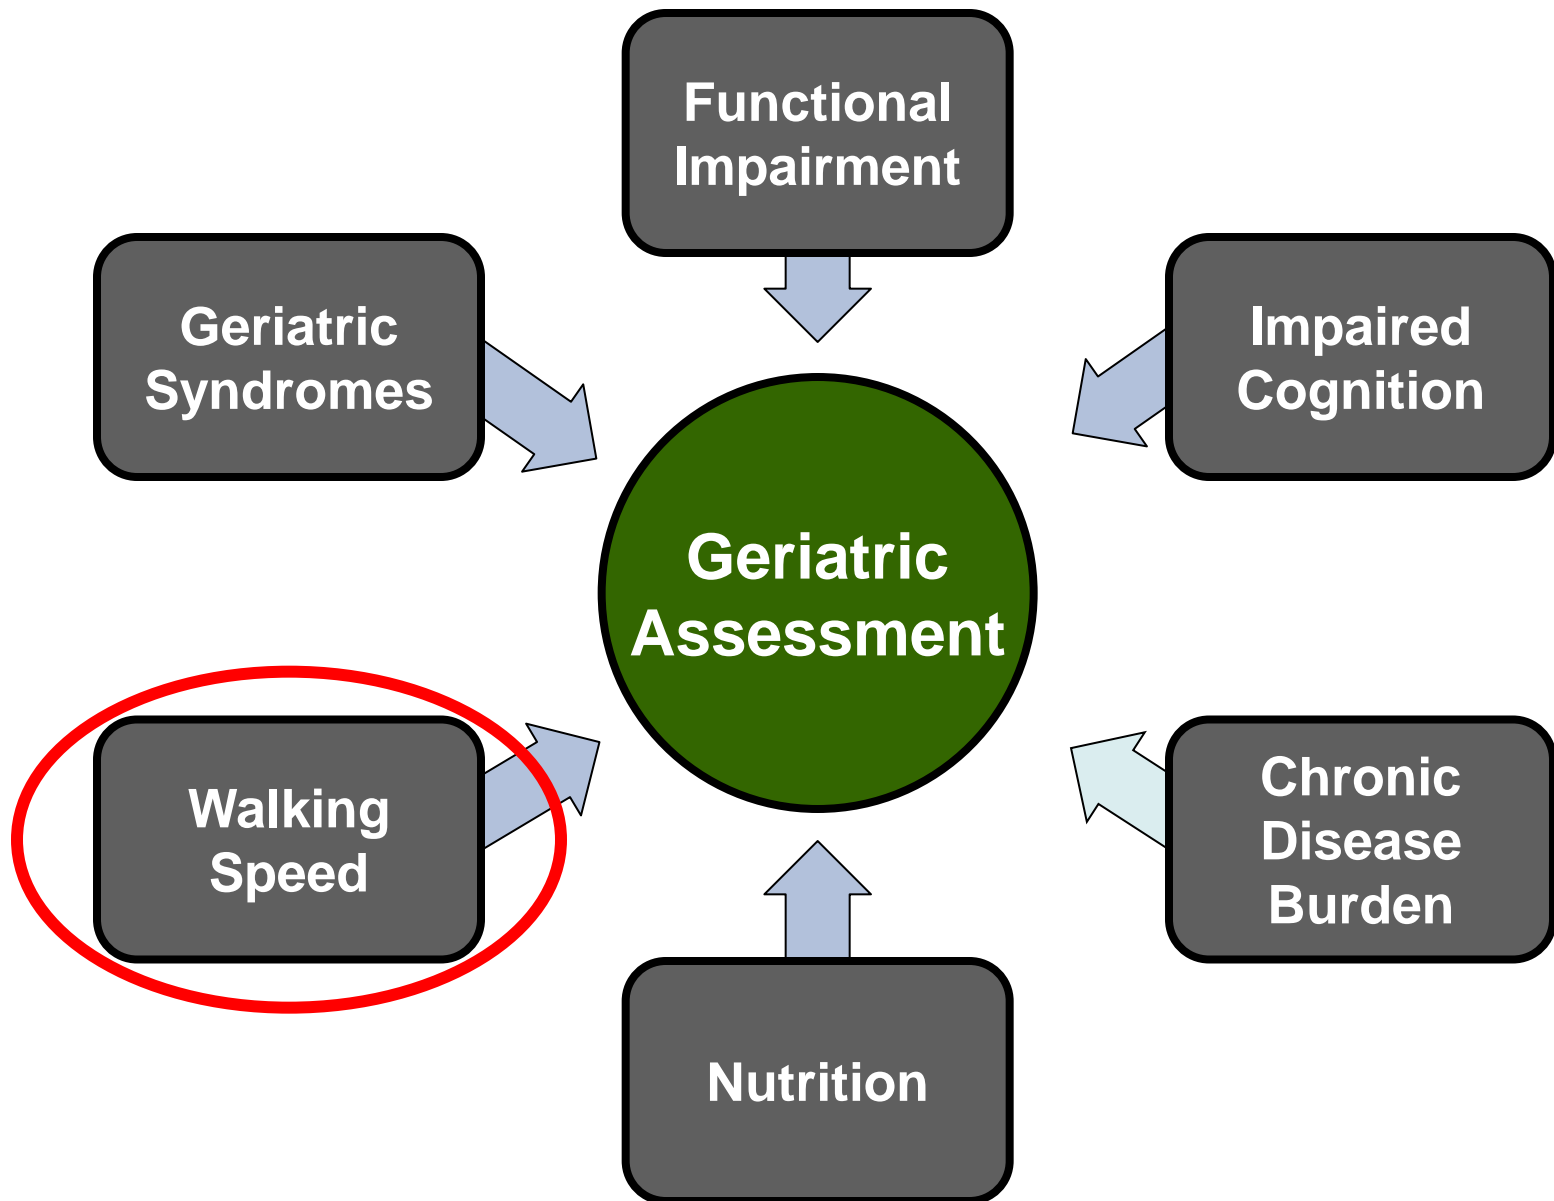 Functional
Impairment
Geriatric
Syndromes
Impaired
Cognition
Geriatric
Assessment
Walking
Speed
Chronic
Disease
Burden
Nutrition